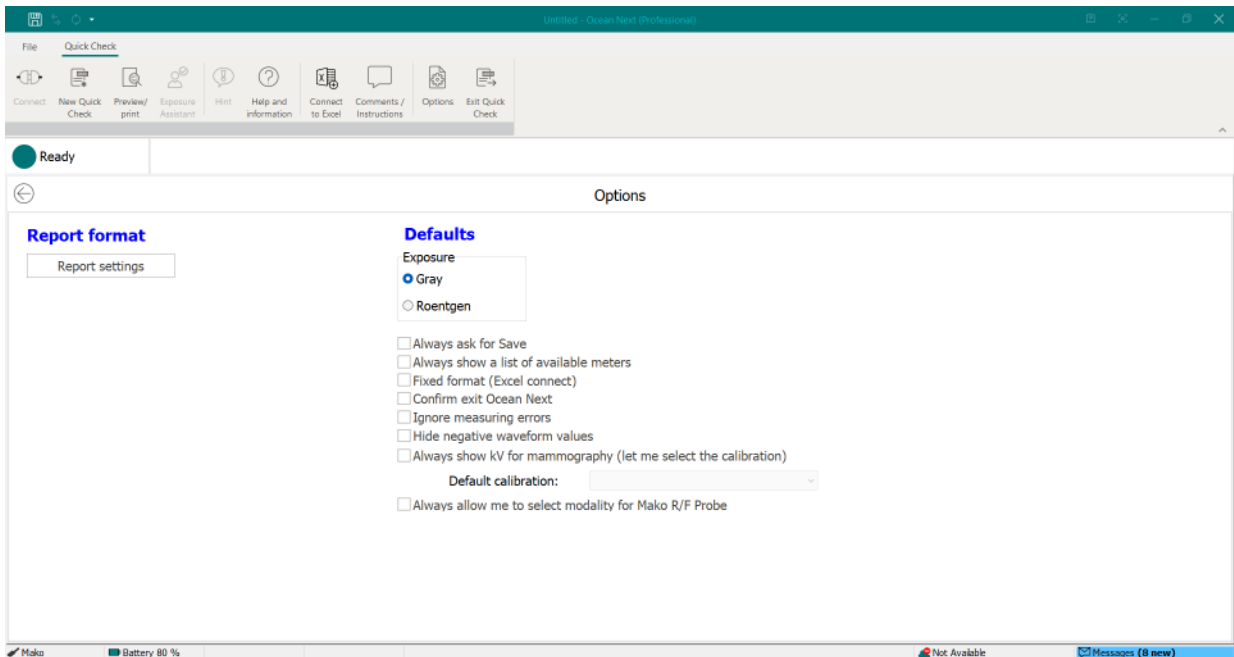 Untitled - Ocean Next (Professional)
File Quick Check
Connect
New Quick Check
Preview/ print
Exposure Assistant
Hint
Help and information
Connect to Excel
Comments / Instructions
Options
Exit Quick Check
Ready
Options
Report format
Report settings
Defaults
Exposure
Gray
Roentgen
Always ask for Save
Always show a list of available meters
Fixed format (Excel connect)
Confirm exit Ocean Next
Ignore measuring errors
Hide negative waveform values
Always show kV for mammography (let me select the calibration)
Default calibration:
Always allow me to select modality for Mako R/F Probe
Mako Battery 80 % Not Available Messages (8 new)